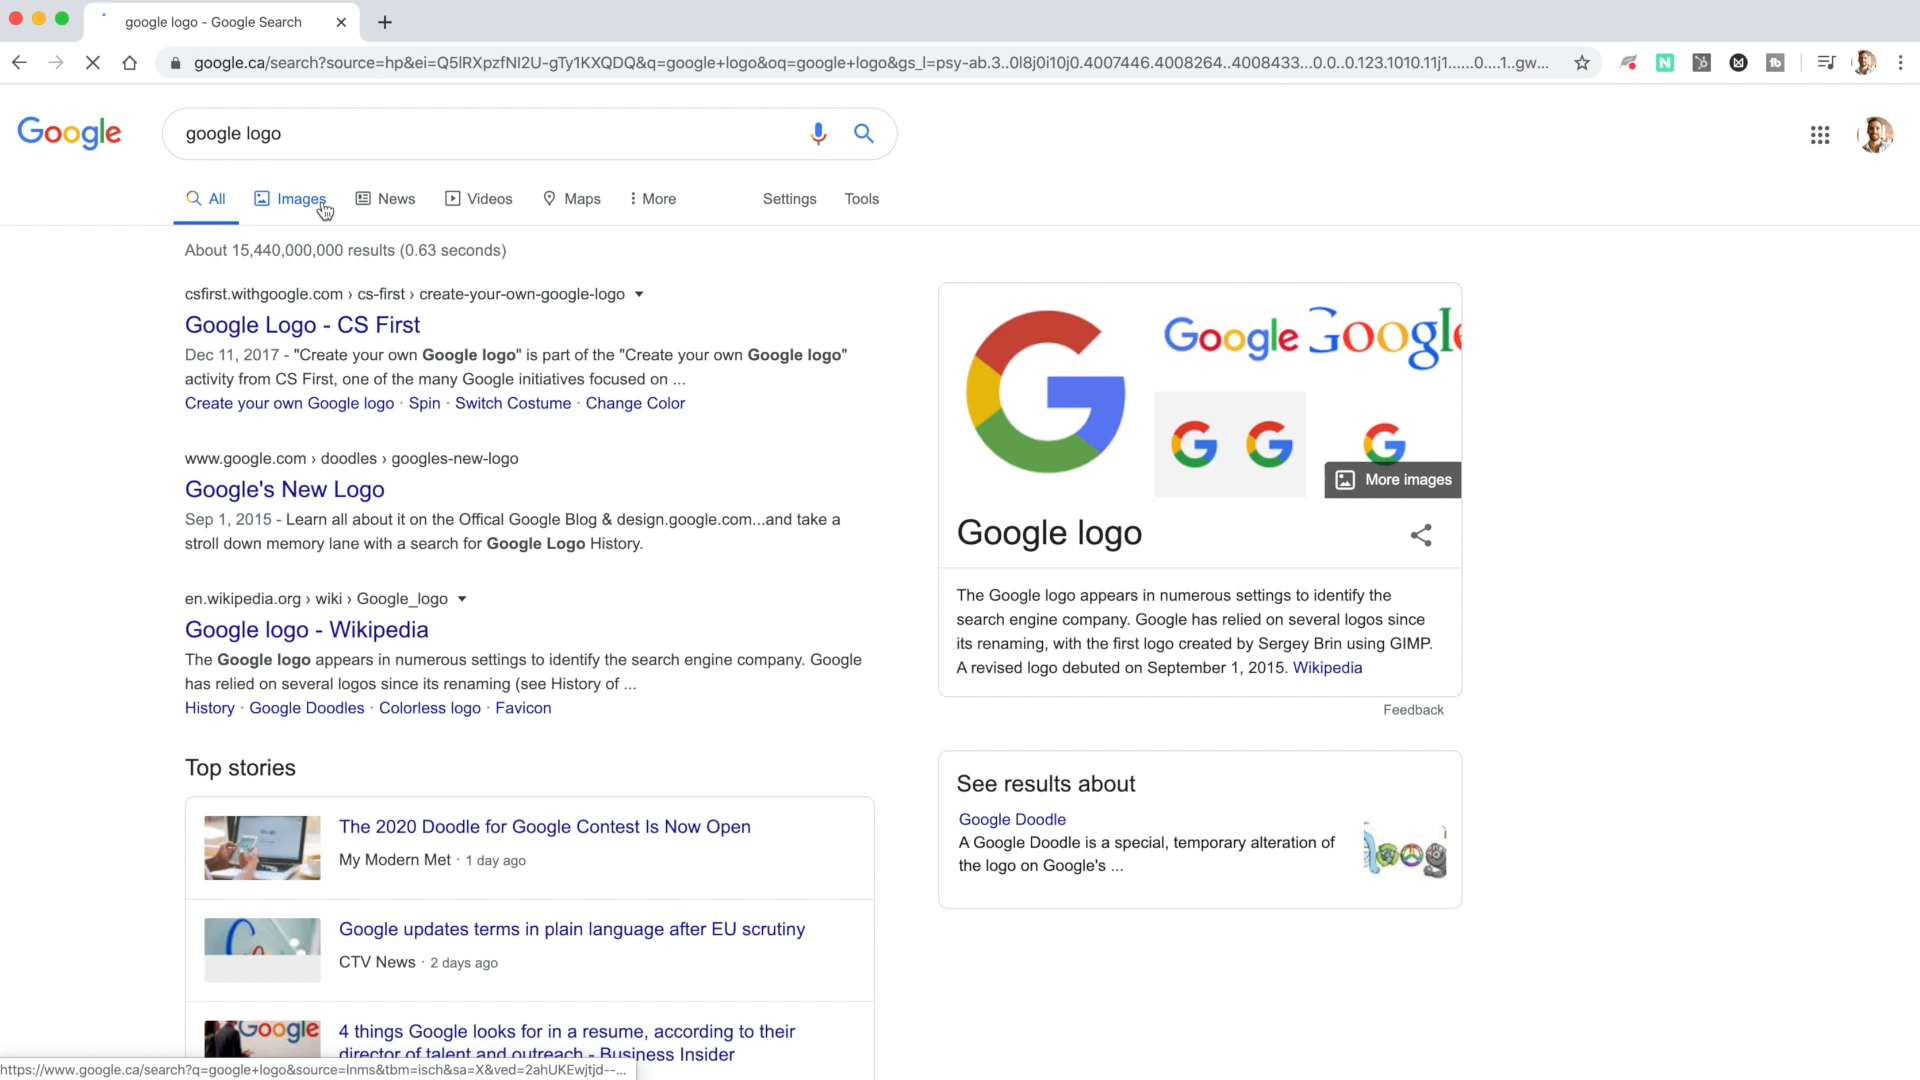 google logo - Google Search
google.ca/search?source=hp&ei=Q5lRXpzfNI2U-gTy1KXQDQ&q=google+logo&oq=google+logo&gs_l=psy-ab.3..0l8j0i10j0.4007446.4008264..4008433...0.0..0.123.1010.11j1......0....1..gw...
Google
google logo
All Images News Videos Maps More Settings Tools
About 15,440,000,000 results (0.63 seconds)
csfirst.withgoogle.com › cs-first › create-your-own-google-logo
Google Logo - CS First
Dec 11, 2017 - "Create your own Google logo" is part of the "Create your own Google logo"
activity from CS First, one of the many Google initiatives focused on ...
Create your own Google logo · Spin · Switch Costume · Change Color
www.google.com › doodles › googles-new-logo
Google's New Logo
Sep 1, 2015 - Learn all about it on the Offical Google Blog & design.google.com...and take a
stroll down memory lane with a search for Google Logo History.
en.wikipedia.org › wiki › Google_logo
Google logo - Wikipedia
The Google logo appears in numerous settings to identify the search engine company. Google
has relied on several logos since its renaming (see History of ...
History · Google Doodles · Colorless logo · Favicon
Top stories
The 2020 Doodle for Google Contest Is Now Open
My Modern Met · 1 day ago
Google updates terms in plain language after EU scrutiny
CTV News · 2 days ago
Google
4 things Google looks for in a resume, according to their
director of talent and outreach - Business Insider
Google Google
G
G G
G
More images
Google logo
The Google logo appears in numerous settings to identify the
search engine company. Google has relied on several logos since
its renaming, with the first logo created by Sergey Brin using GIMP.
A revised logo debuted on September 1, 2015. Wikipedia
Feedback
See results about
Google Doodle
A Google Doodle is a special, temporary alteration of
the logo on Google's ...
https://www.google.ca/search?q=google+logo&source=lnms&tbm=isch&sa=X&ved=2ahUKEwjtjd--...